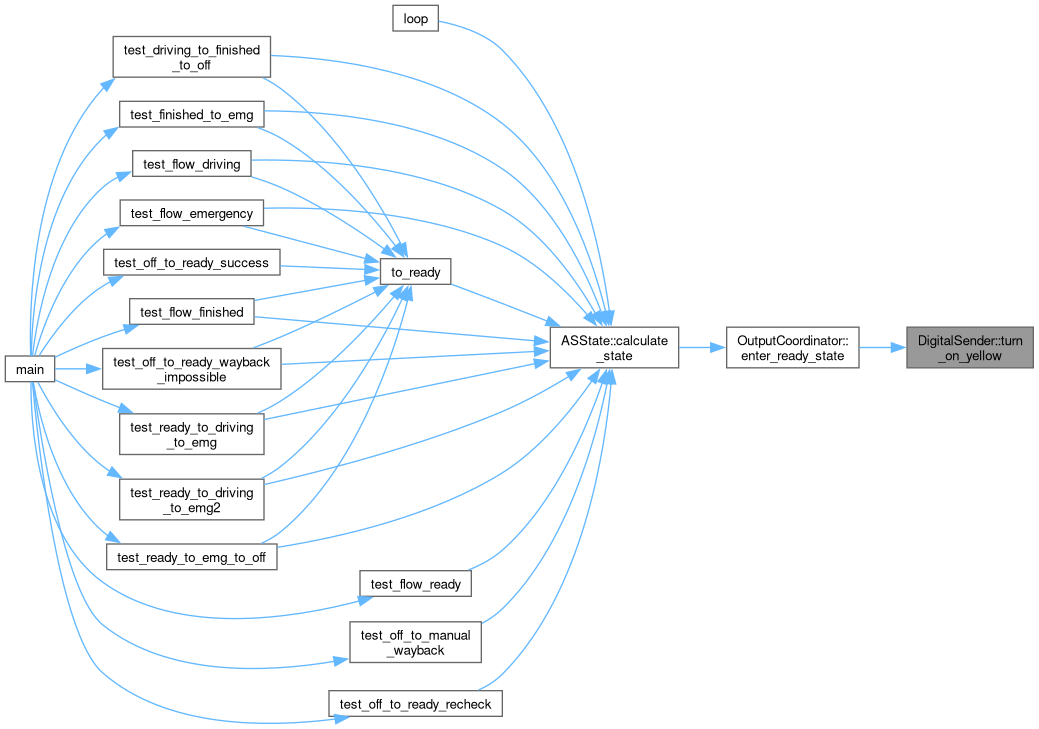 loop
test_driving_to_finished
_to_off
test_finished_to_emg
test_flow_driving
test_flow_emergency
test_off_to_ready_success
to_ready
test_flow_finished
ASState::calculate
_state
OutputCoordinator::
enter_ready_state
DigitalSender::turn
_on_yellow
main
test_off_to_ready_wayback
_impossible
test_ready_to_driving
_to_emg
test_ready_to_driving
_to_emg2
test_ready_to_emg_to_off
test_flow_ready
test_off_to_manual
_wayback
test_off_to_ready_recheck